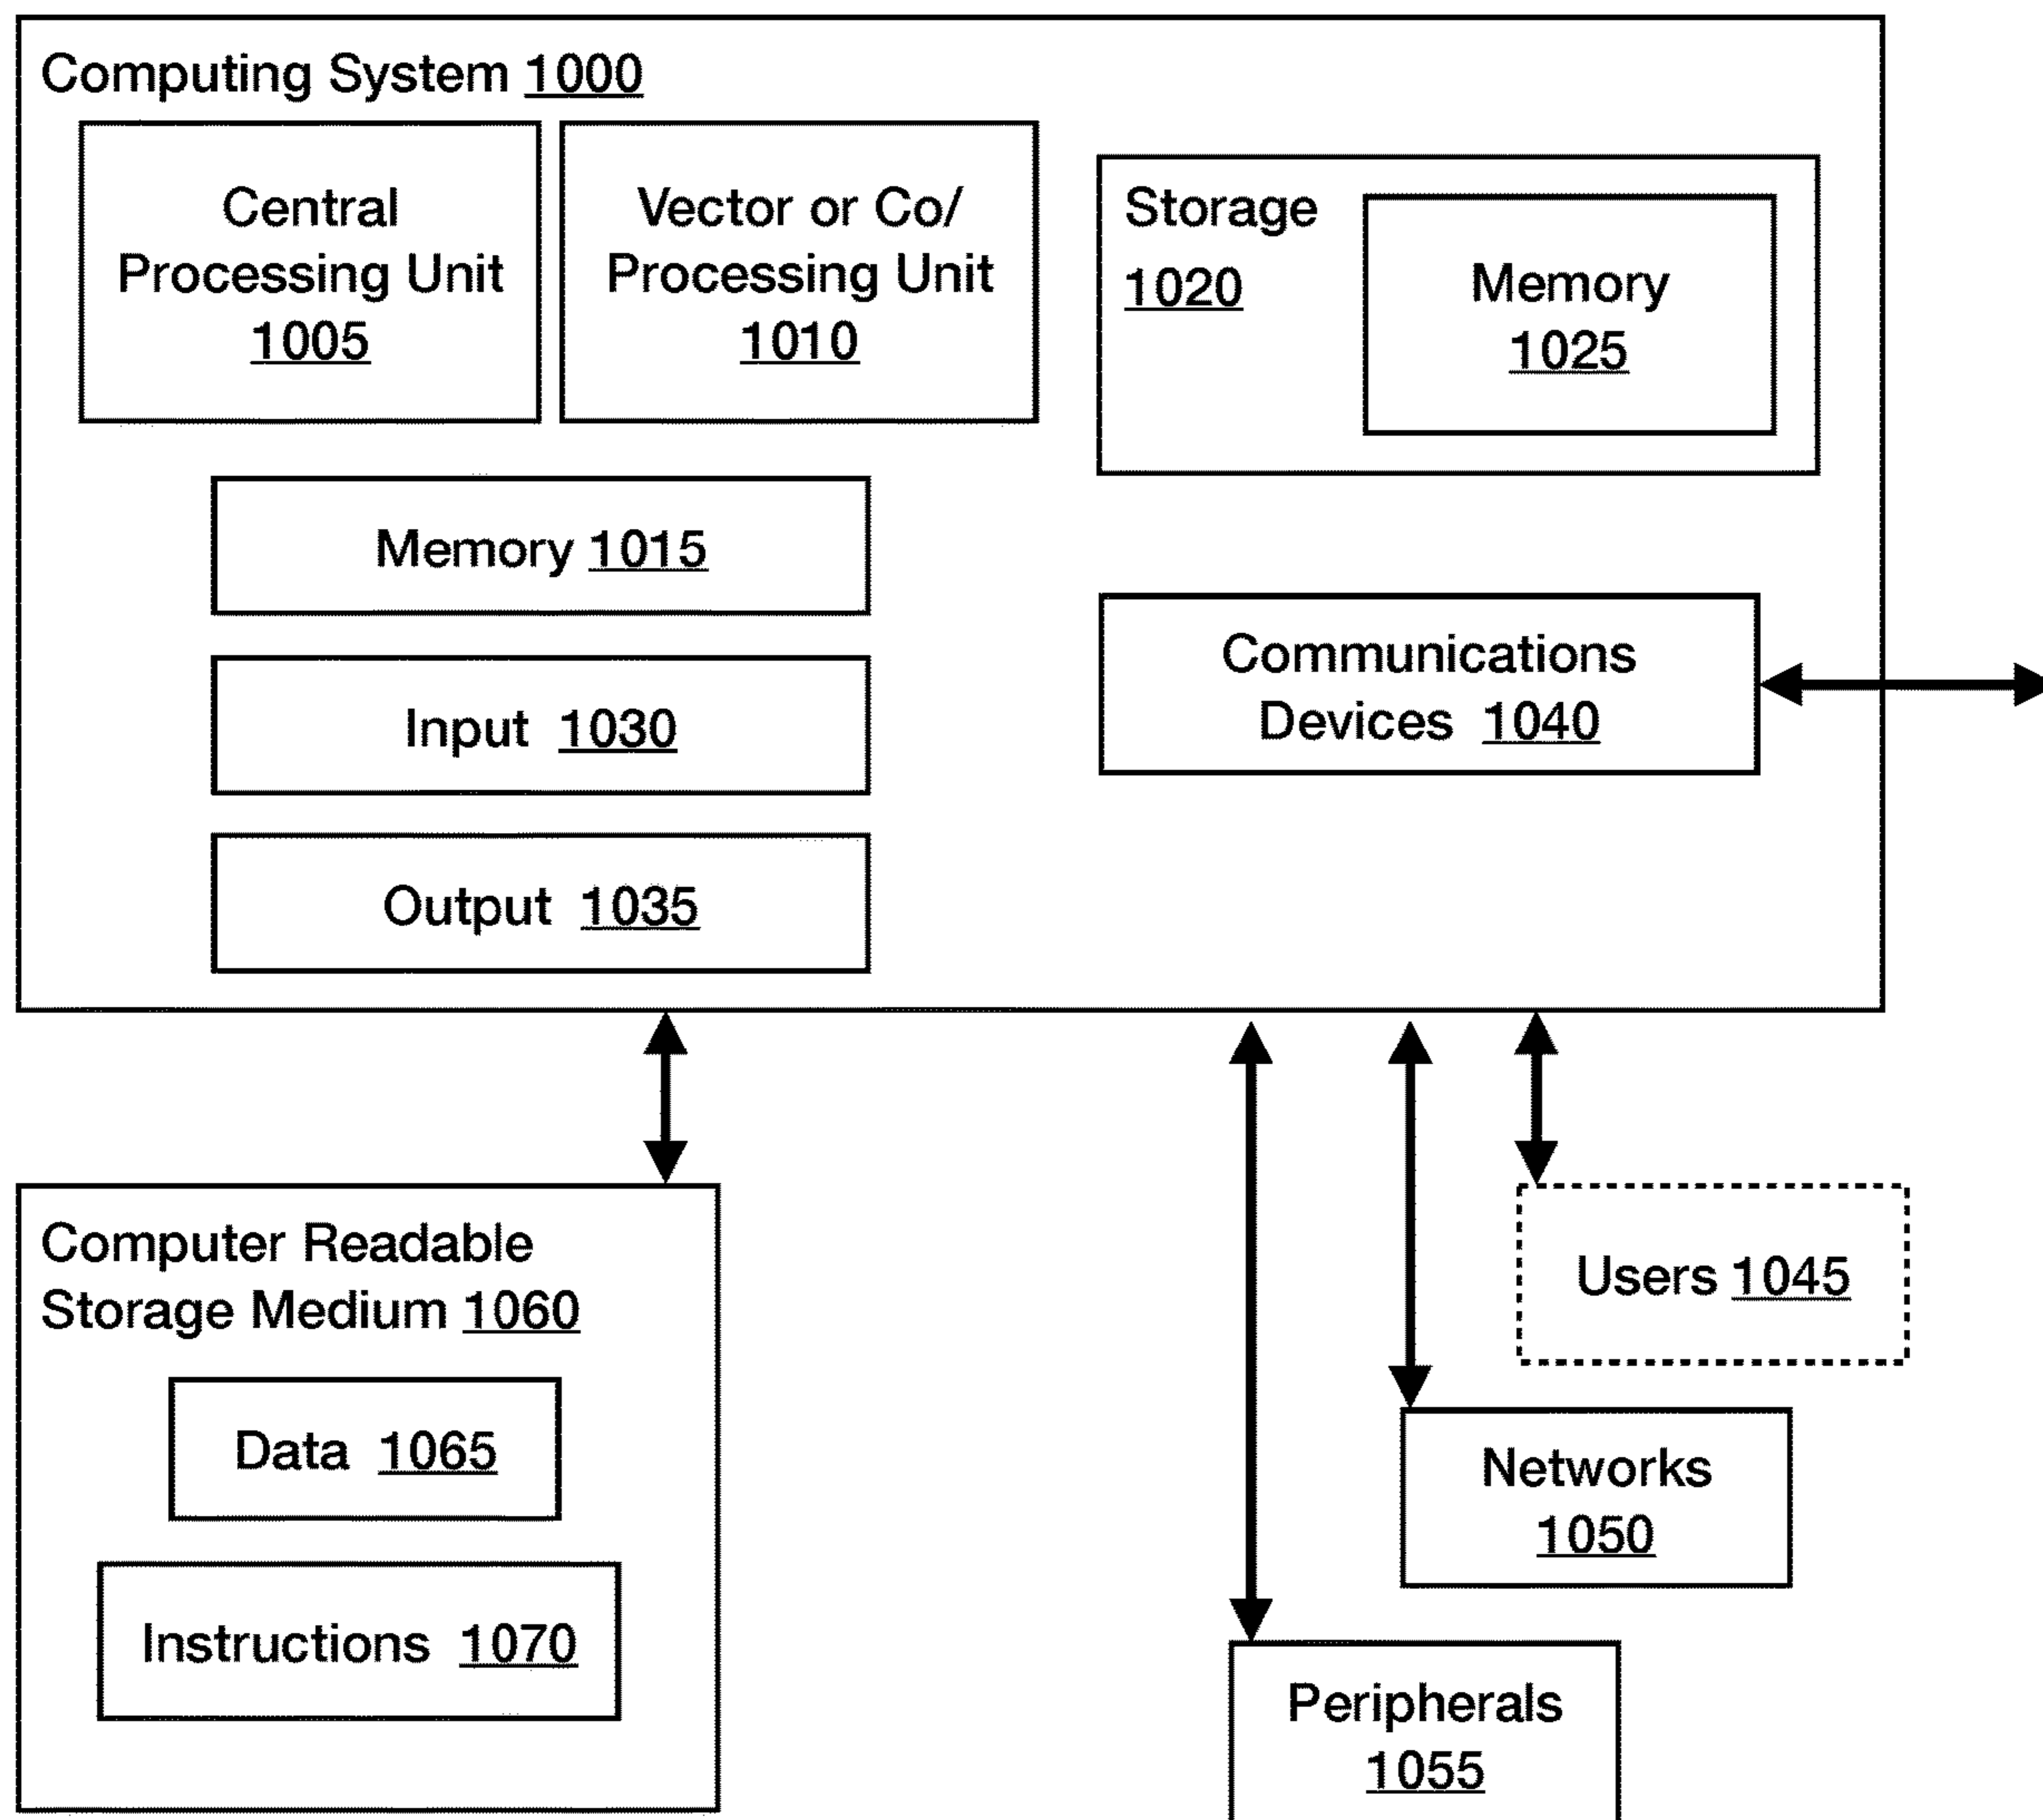 Computing System 1000
Central
Processing Unit
1005
Vector or Co/
Processing Unit
1010
Storage
1020
Memory
1025
Memory 1015
Input 1030
Output 1035
Communications
Devices 1040
Computer Readable
Storage Medium 1060
Data 1065
Instructions 1070
Users 1045
Networks
1050
Peripherals
1055